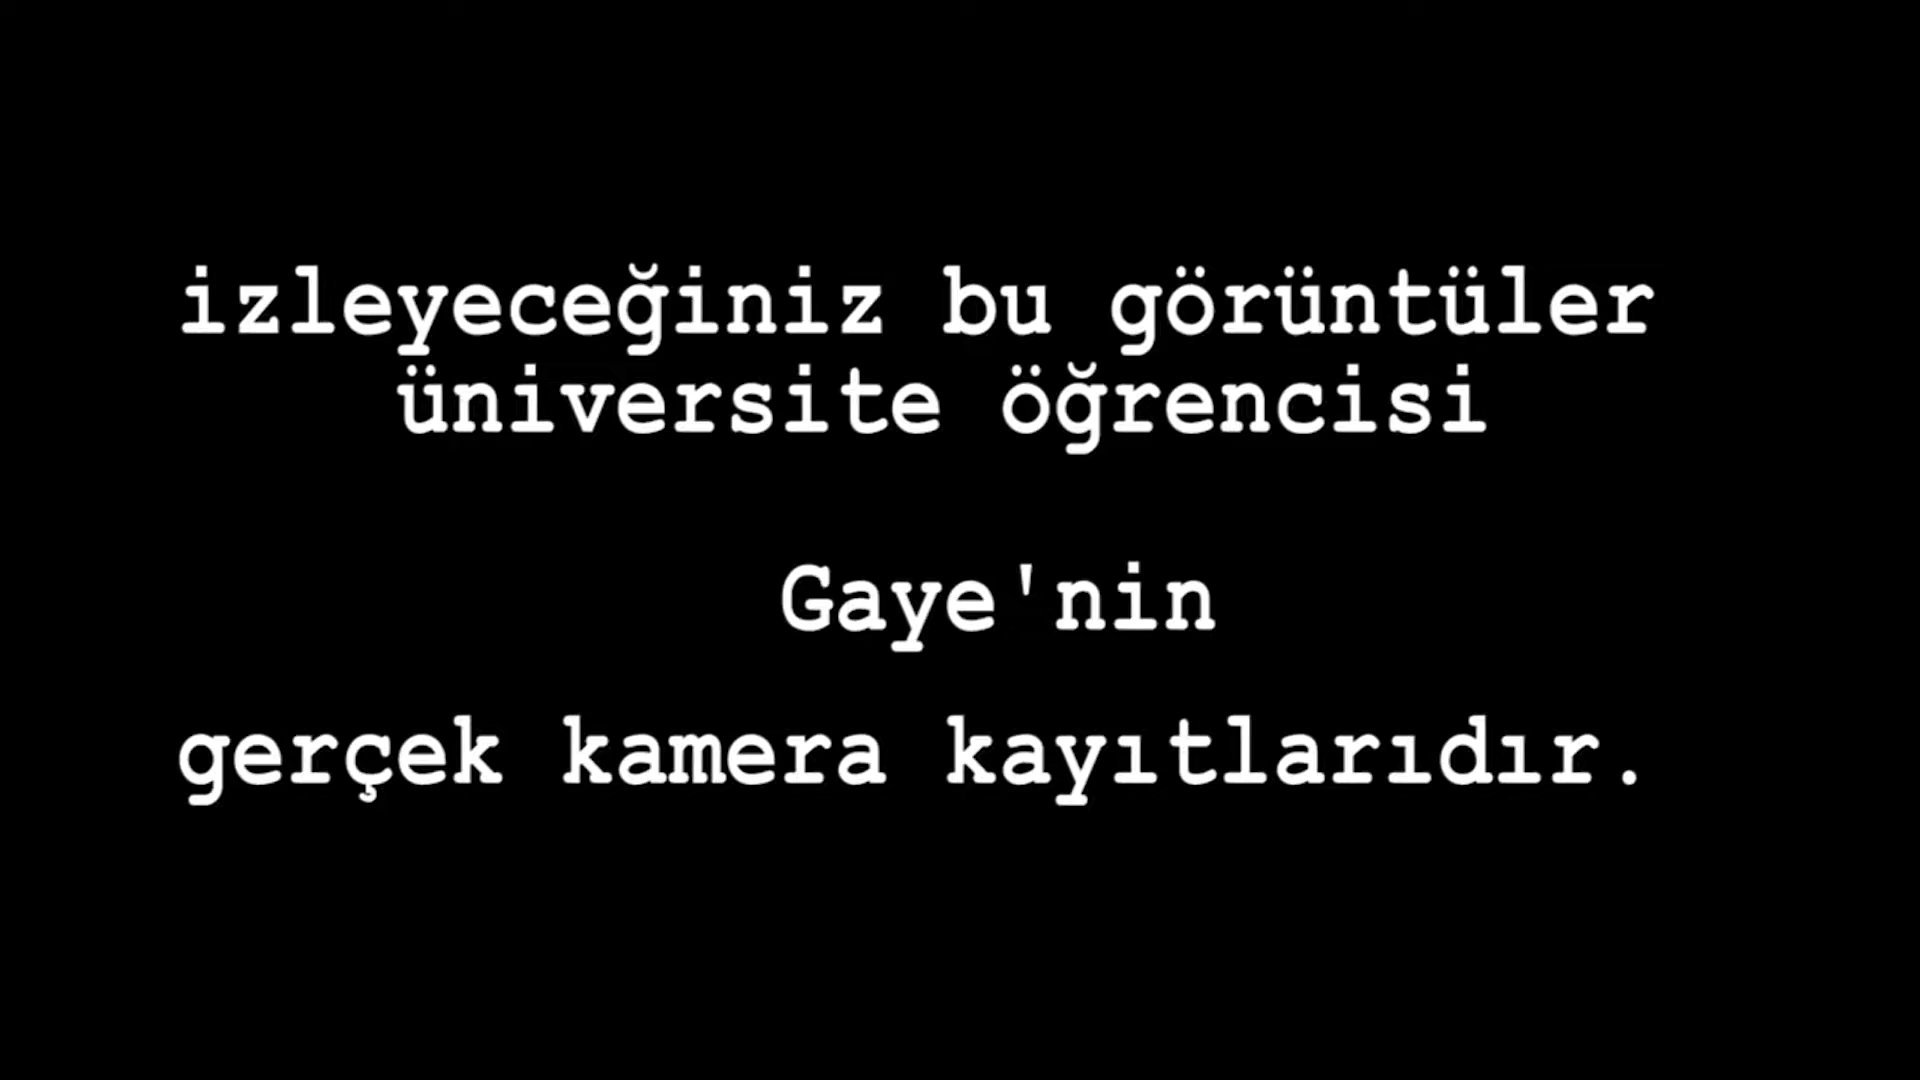 izleyeceğiniz bu görüntüler
üniversite öğrencisi
Gaye'nin
gerçek kamera kayıtlarıdır.